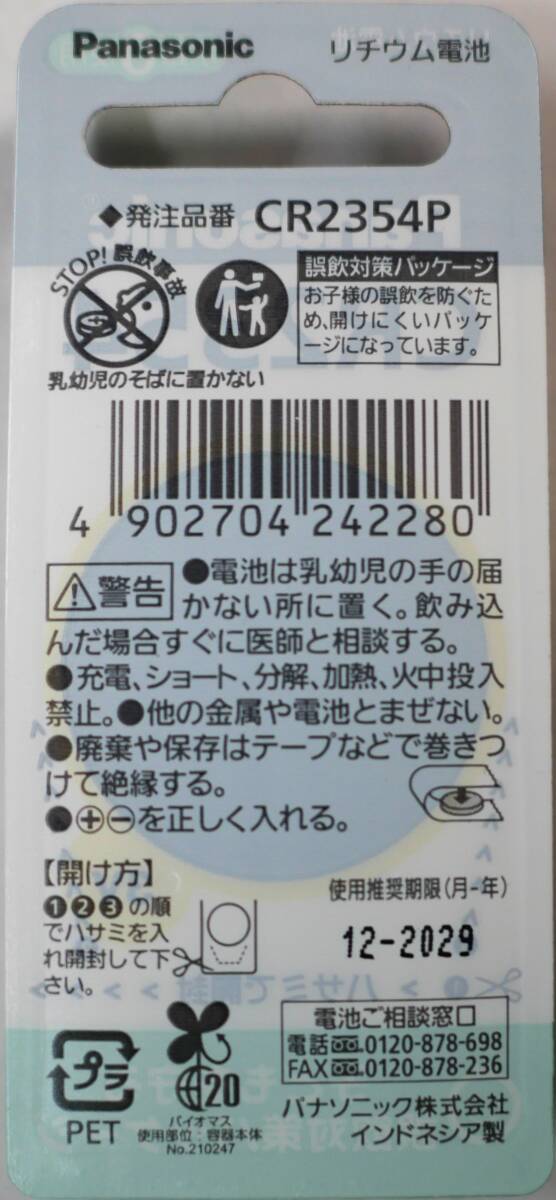 Panasonic リチウム電池
◆発注品番 CR2354P
STOP!誤飲事故
乳幼児のそばに置かない
誤飲対策パッケージ
お子様の誤飲を防ぐた
め、開けにくいパッケ
ージになっています。
4 902704 242280
警告
●電池は乳幼児の手の届
かない所に置く。飲み込
んだ場合すぐに医師と相談する。
●充電、ショート、分解、加熱、火中投入
禁止。●他の金属や電池とまぜない。
●廃棄や保存はテープなどで巻きつ
けて絶縁する。
●⊕⊖を正しく入れる。
【開け方】
❶❷❸の順
でハサミを入
れ開封して下
さい。
使用推奨期限(月-年)
12-2029
プラ
PET
20
バイオマス
使用部位:容器本体
No.210247
電池ご相談窓口
電話 0120-878-698
FAX 0120-878-236
パナソニック株式会社
インドネシア製